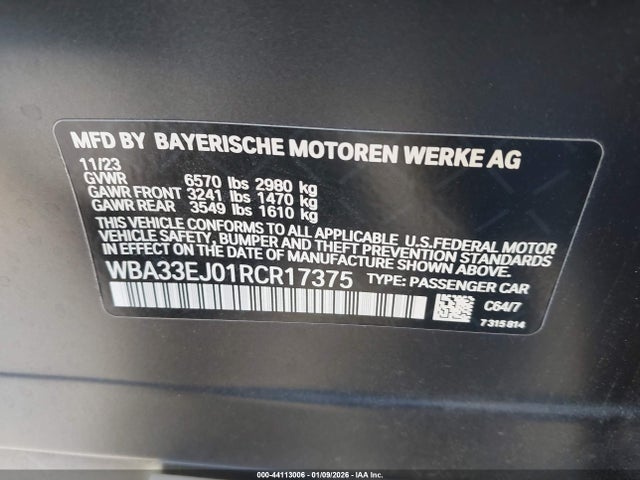 MFD BY BAYERISCHE MOTOREN WERKE AG
11/23
GVWR 6570 lbs 2980 kg
GAWR FRONT 3241 lbs 1470 kg
GAWR REAR 3549 lbs 1610 kg
THIS VEHICLE CONFORMS TO ALL APPLICABLE U.S.FEDERAL MOTOR
VEHICLE SAFETY, BUMPER AND THEFT PREVENTION STANDARDS
IN EFFECT ON THE DATE OF MANUFACTURE SHOWN ABOVE.
WBA33EJ01RCR17375 TYPE: PASSENGER CAR
C64/7
7315814
000-44113006 - 01/09/2026 - IAA Inc.